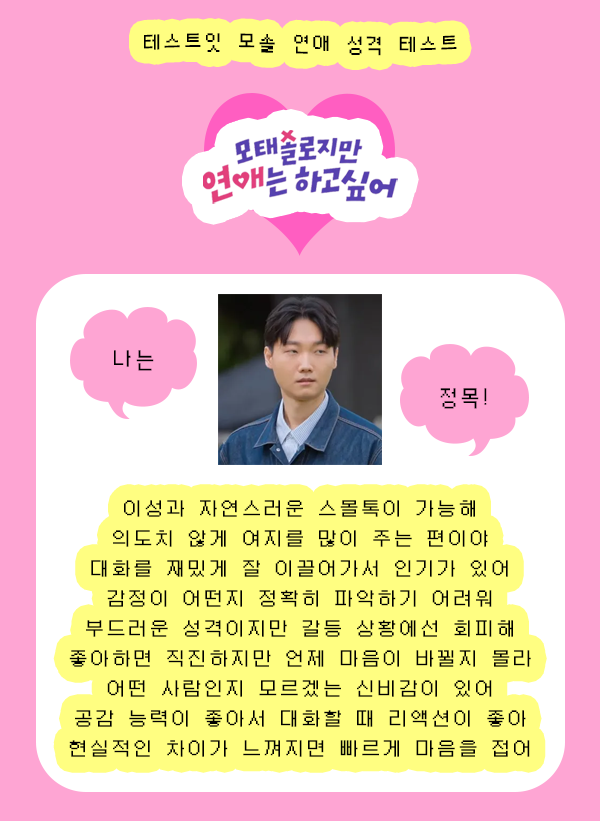 테스트잇 모솔 연애 성격 테스트
모태솔로지만
연애는 하고싶어
나는
정목!
이성과 자연스러운 스몰톡이 가능해
의도치 않게 여지를 많이 주는 편이야
대화를 재밌게 잘 이끌어가서 인기가 있어
감정이 어떤지 정확히 파악하기 어려워
부드러운 성격이지만 갈등 상황에선 회피해
좋아하면 직진하지만 언제 마음이 바뀔지 몰라
어떤 사람인지 모르겠는 신비감이 있어
공감 능력이 좋아서 대화할 때 리액션이 좋아
현실적인 차이가 느껴지면 빠르게 마음을 접어